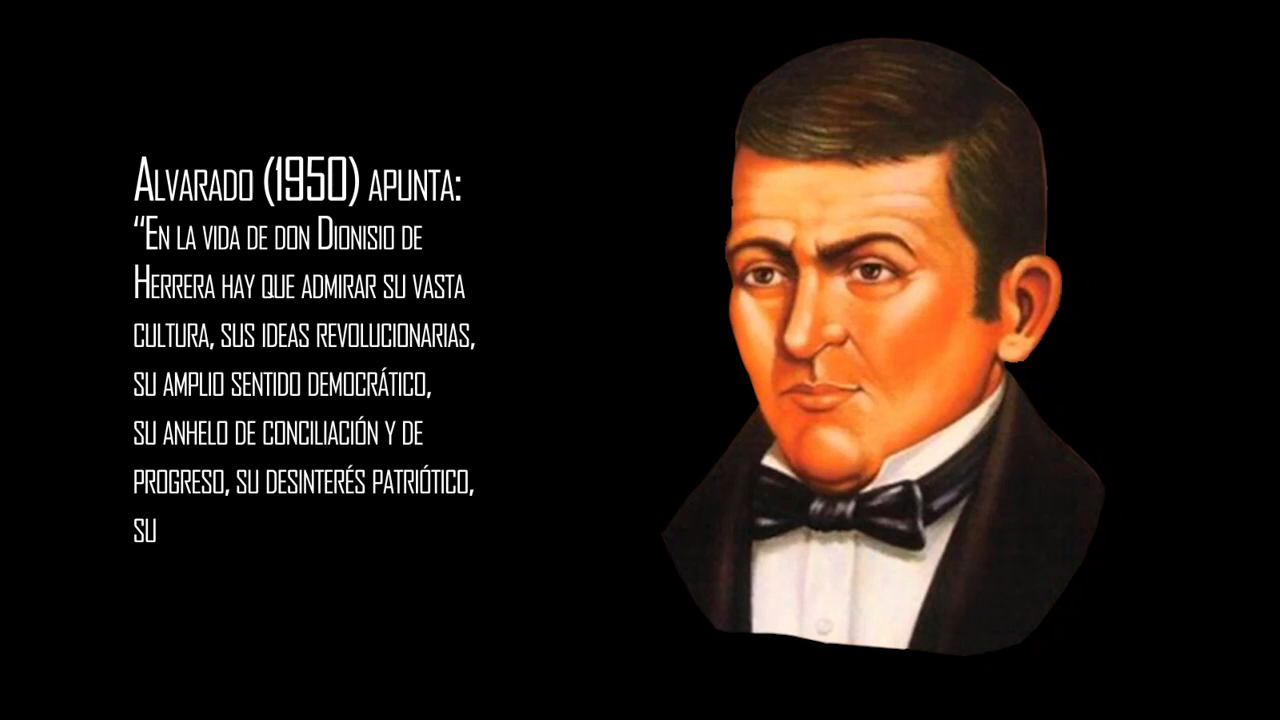 Alvarado (1950) apunta:
“En la vida de don Dionisio de
Herrera hay que admirar su vasta
cultura, sus ideas revolucionarias,
su amplio sentido democrático,
su anhelo de conciliación y de
progreso, su desinterés patriótico,
su